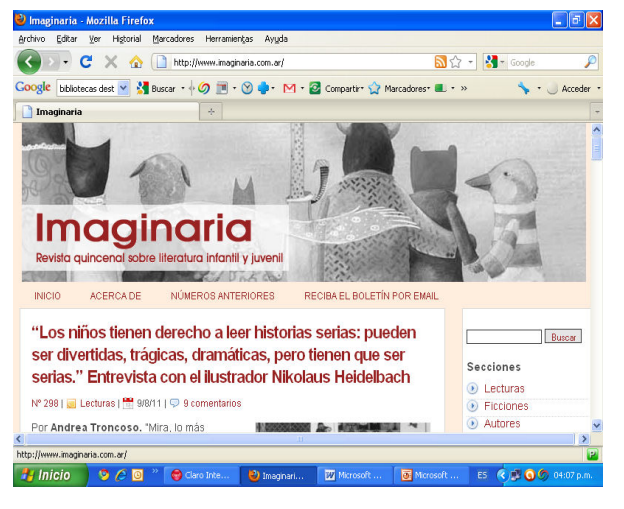 Imaginaria - Mozilla Firefox
Archivo Editar Ver Historial Marcadores Herramientas Ayuda
http://www.imaginaria.com.ar/
Google
Google bibliotecas dest Buscar Compartir Marcadores » Acceder
Imaginaria
Imaginaria
Revista quincenal sobre literatura infantil y juvenil
INICIO ACERCA DE NÚMEROS ANTERIORES RECIBA EL BOLETÍN POR EMAIL
“Los niños tienen derecho a leer historias serias: pueden
ser divertidas, trágicas, dramáticas, pero tienen que ser
serias.” Entrevista con el ilustrador Nikolaus Heidelbach
Nº 298 | Lecturas | 9/8/11 | 9 comentarios
Por Andrea Troncoso. "Mira, lo más
Buscar
Secciones
Lecturas
Ficciones
Autores
http://www.imaginaria.com.ar/
Inicio » Claro Inte... Imaginari... Microsoft ... Microsoft ... ES 04:07 p.m.